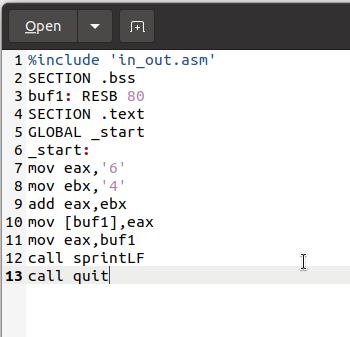 Open
1 %include 'in_out.asm'
2 SECTION .bss
3 buf1: RESB 80
4 SECTION .text
5 GLOBAL _start
6 _start:
7 mov eax,'6'
8 mov ebx,'4'
9 add eax,ebx
10 mov [buf1],eax
11 mov eax,buf1
12 call sprintLF
13 call quit